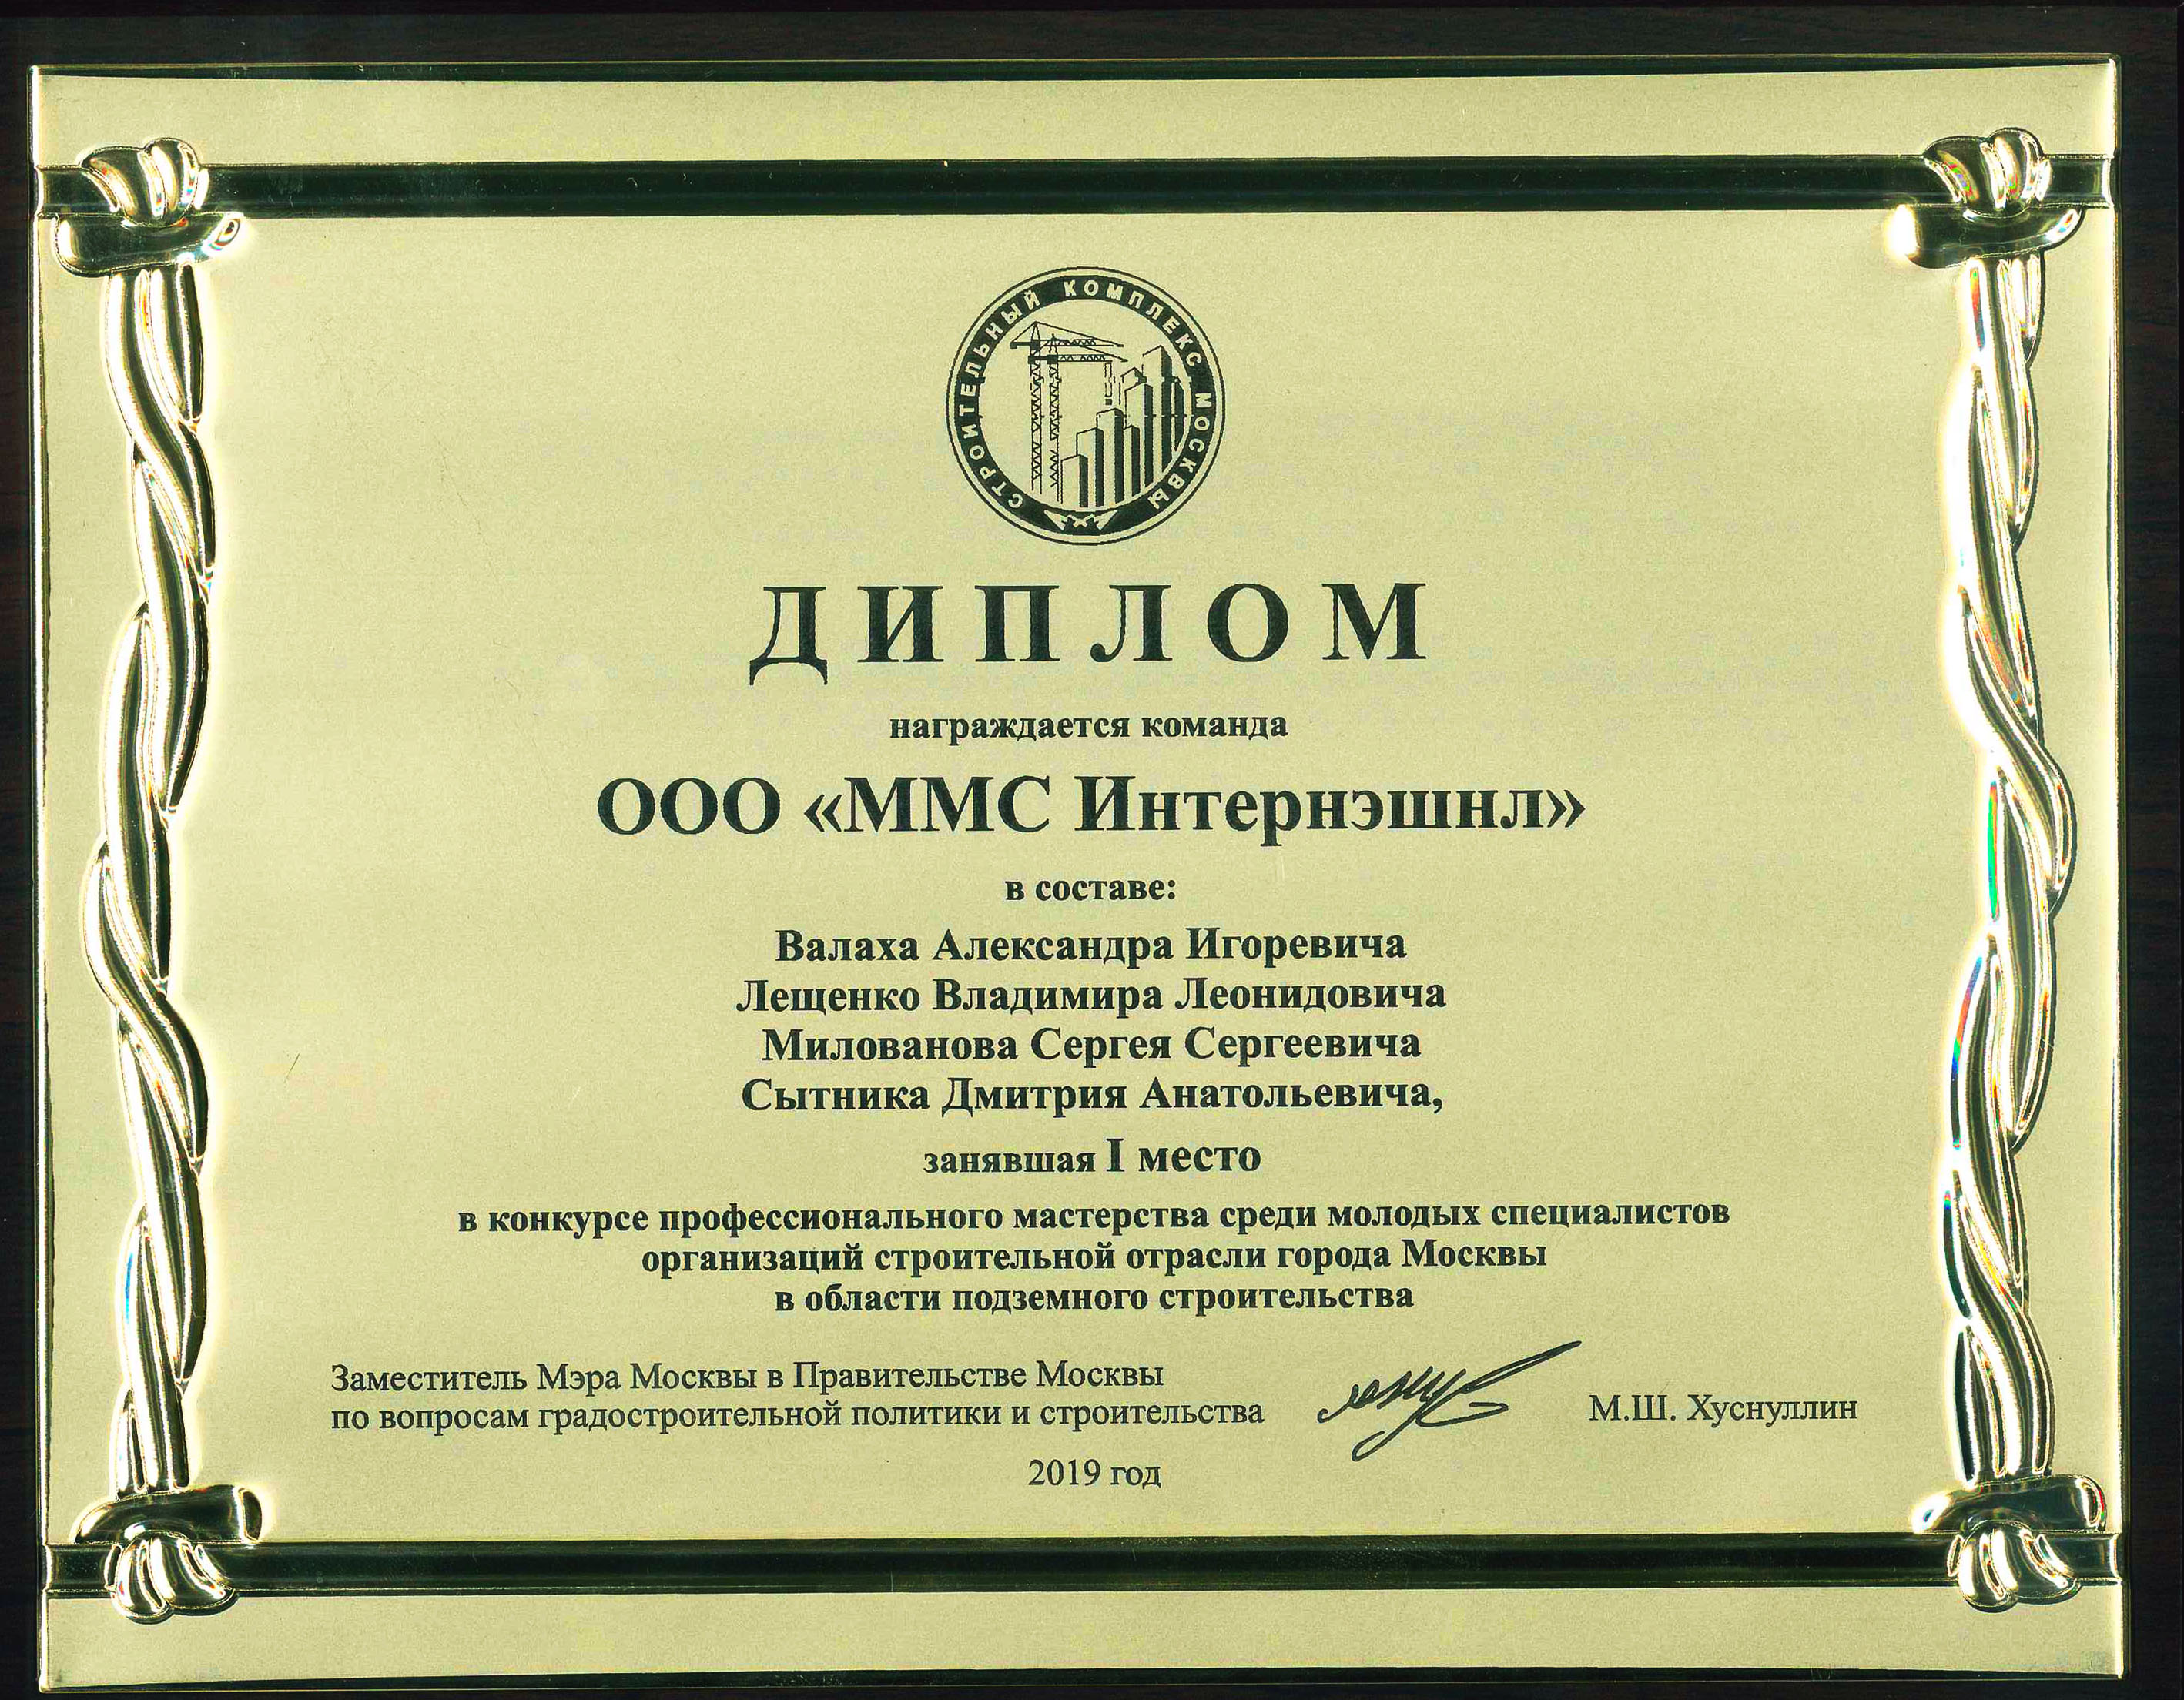 СТРОИТЕЛЬНЫЙ КОМПЛЕКС МОСКВЫ
ДИПЛОМ
награждается команда
ООО «ММС Интернэшнл»
в составе:
Валаха Александра Игоревича
Лещенко Владимира Леонидовича
Милованова Сергея Сергеевича
Сытника Дмитрия Анатольевича,
занявшая I место
в конкурсе профессионального мастерства среди молодых специалистов
организаций строительной отрасли города Москвы
в области подземного строительства
Заместитель Мэра Москвы в Правительстве Москвы
по вопросам градостроительной политики и строительства
М.Ш. Хуснуллин
2019 год